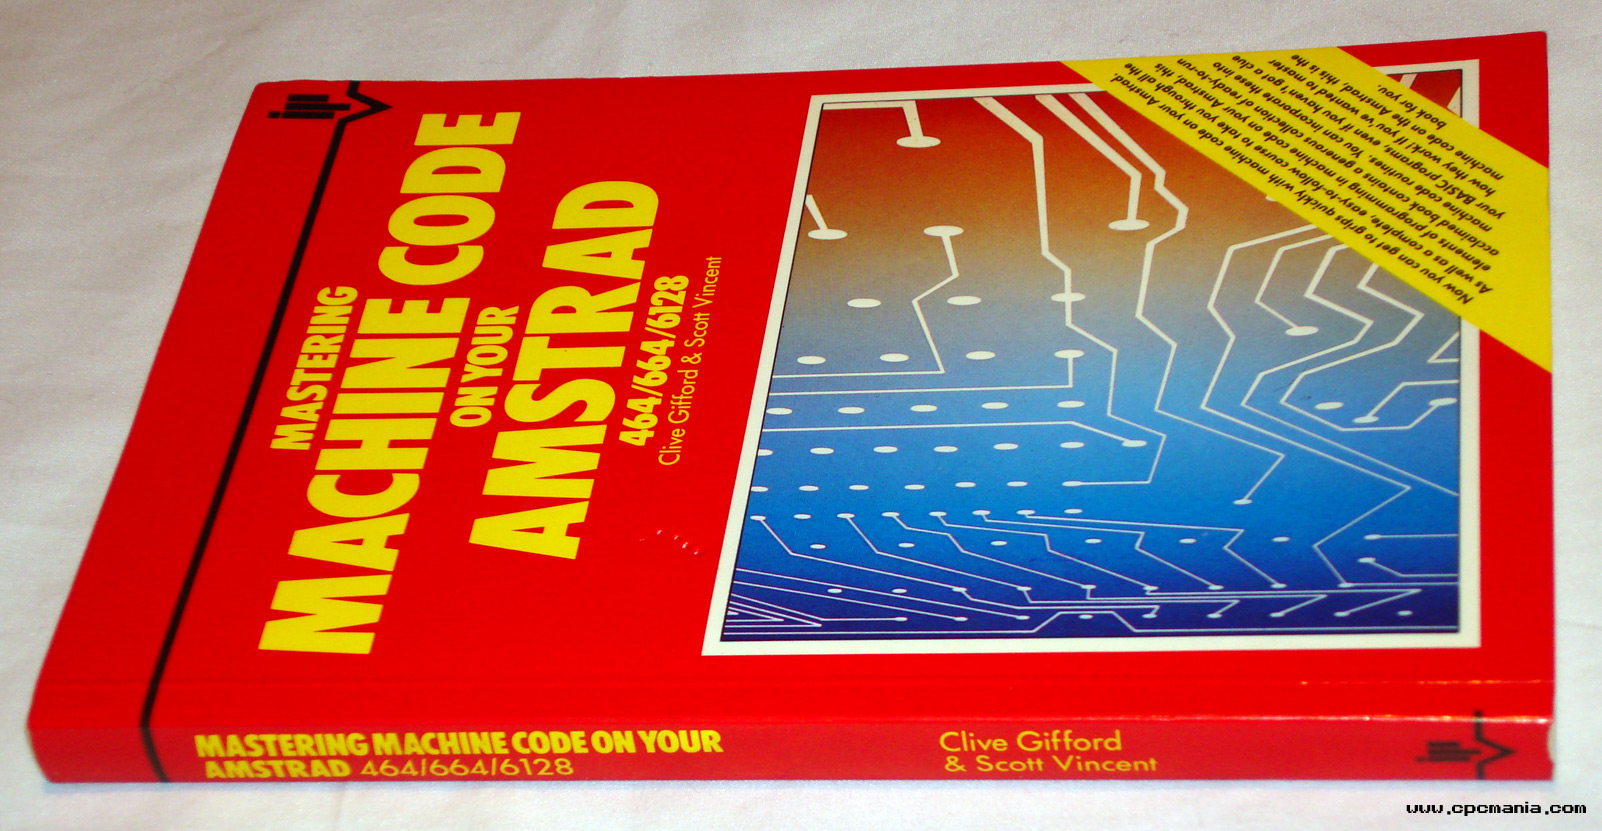 ip
MASTERING
MACHINE CODE
ON YOUR
AMSTRAD
464/664/6128
Clive Gifford & Scott Vincent
Now you can get to grips quickly with machine code on your Amstrad.
As well as a complete, easy-to-follow course to take you through all the
elements of programming in machine code on your Amstrad, this
acclaimed book contains a generous collection of ready-to-run
machine code routines. You can incorporate these into
your BASIC programs, even if you haven't got a clue
how they work! If you've wanted to master
machine code on the Amstrad, this is the
book for you.
MASTERING MACHINE CODE ON YOUR
AMSTRAD 464/664/6128
Clive Gifford
& Scott Vincent
ip
www.cpcmania.com